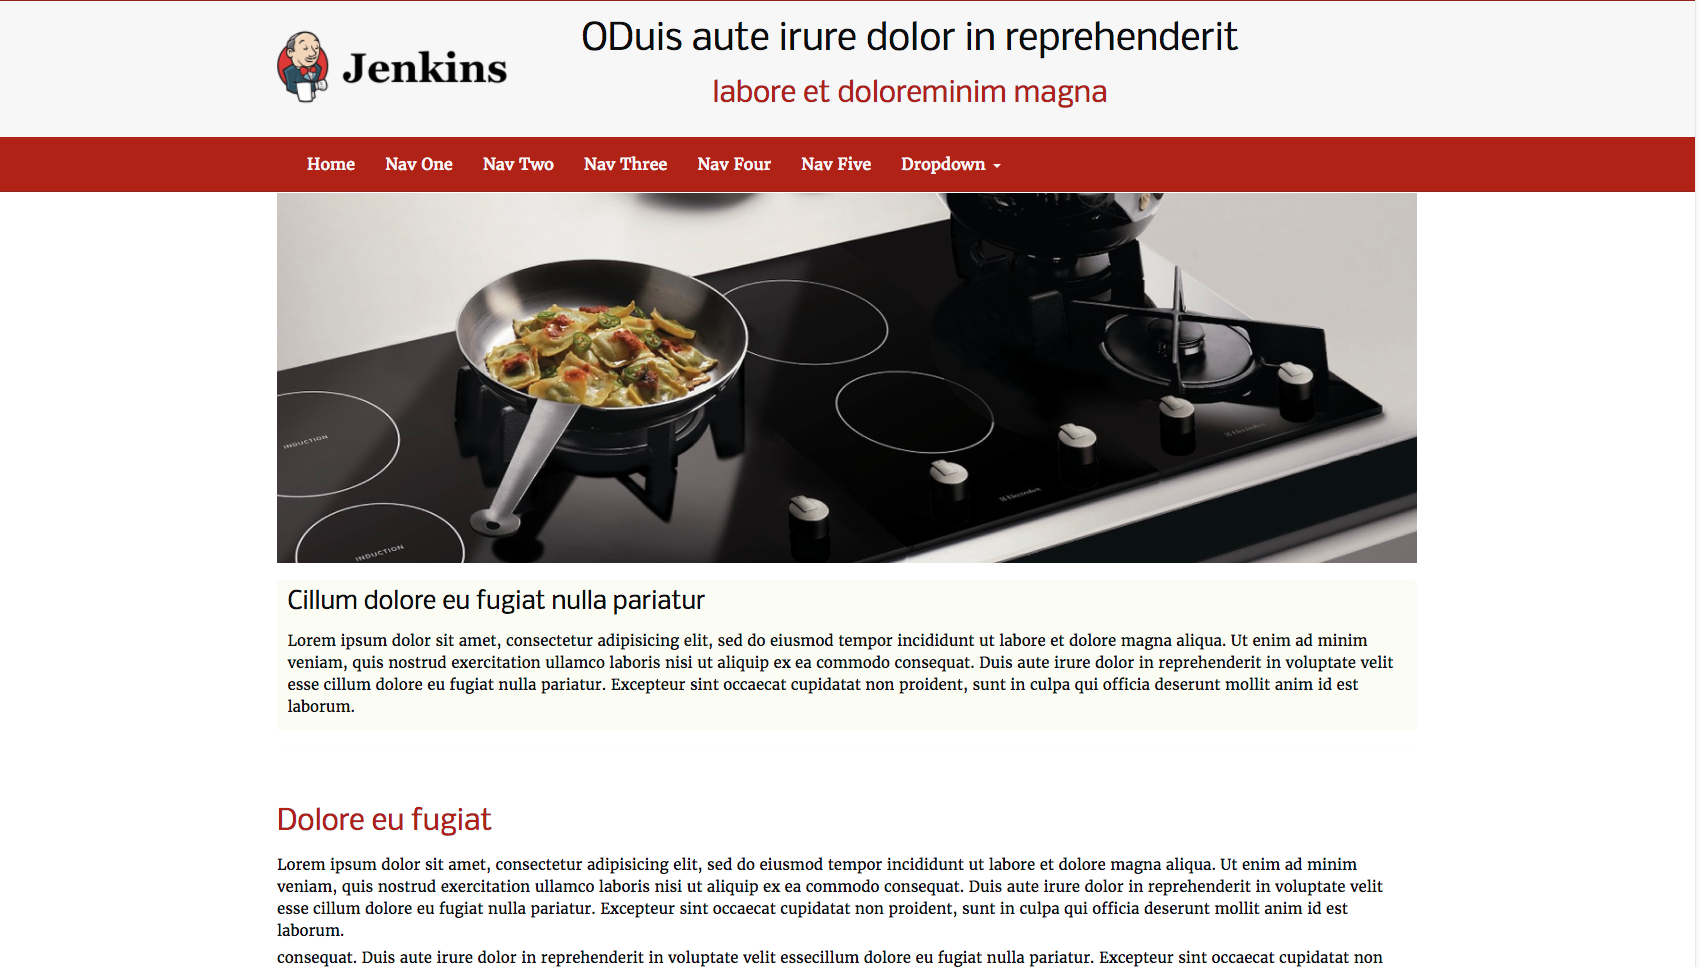 Jenkins
ODuis aute irure dolor in reprehenderit
labore et doloreminim magna
Home Nav One Nav Two Nav Three Nav Four Nav Five Dropdown
INDUCTION
INDUCTION
Electrolux
Electrolux
Cillum dolore eu fugiat nulla pariatur
Lorem ipsum dolor sit amet, consectetur adipisicing elit, sed do eiusmod tempor incididunt ut labore et dolore magna aliqua. Ut enim ad minim
veniam, quis nostrud exercitation ullamco laboris nisi ut aliquip ex ea commodo consequat. Duis aute irure dolor in reprehenderit in voluptate velit
esse cillum dolore eu fugiat nulla pariatur. Excepteur sint occaecat cupidatat non proident, sunt in culpa qui officia deserunt mollit anim id est
laborum.
Dolore eu fugiat
Lorem ipsum dolor sit amet, consectetur adipisicing elit, sed do eiusmod tempor incididunt ut labore et dolore magna aliqua. Ut enim ad minim
veniam, quis nostrud exercitation ullamco laboris nisi ut aliquip ex ea commodo consequat. Duis aute irure dolor in reprehenderit in voluptate velit
esse cillum dolore eu fugiat nulla pariatur. Excepteur sint occaecat cupidatat non proident, sunt in culpa qui officia deserunt mollit anim id est
laborum.
consequat. Duis aute irure dolor in reprehenderit in voluptate velit essecillum dolore eu fugiat nulla pariatur. Excepteur sint occaecat cupidatat non